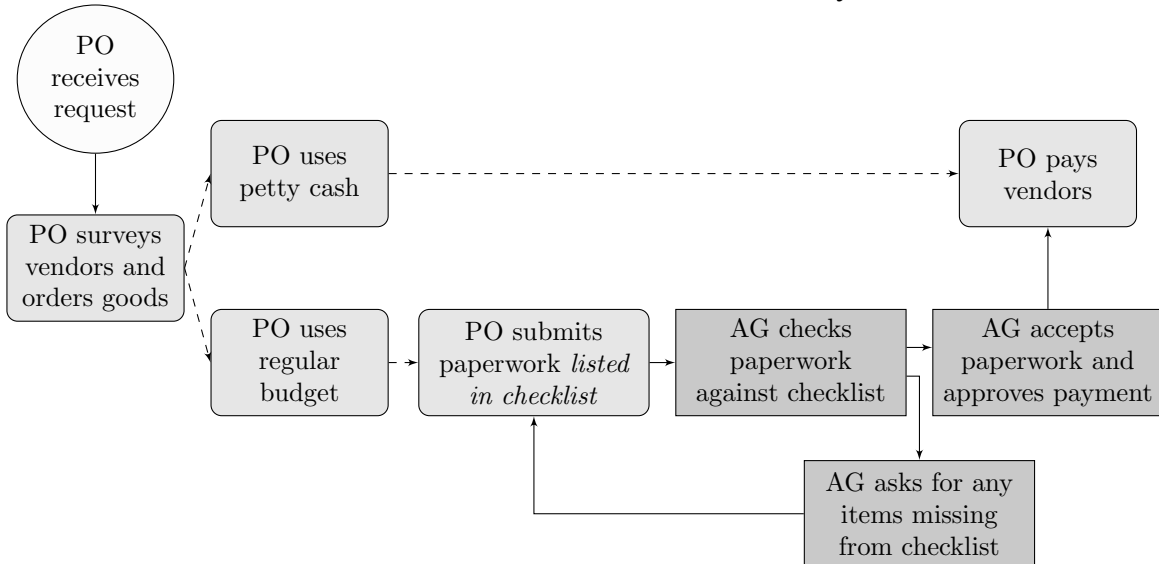 PO
receives
request
PO uses
petty cash
PO pays
vendors
PO surveys
vendors and
orders goods
PO uses
regular
budget
PO submits
paperwork listed
in checklist
AG checks
paperwork
against checklist
AG accepts
paperwork and
approves payment
AG asks for any
items missing
from checklist